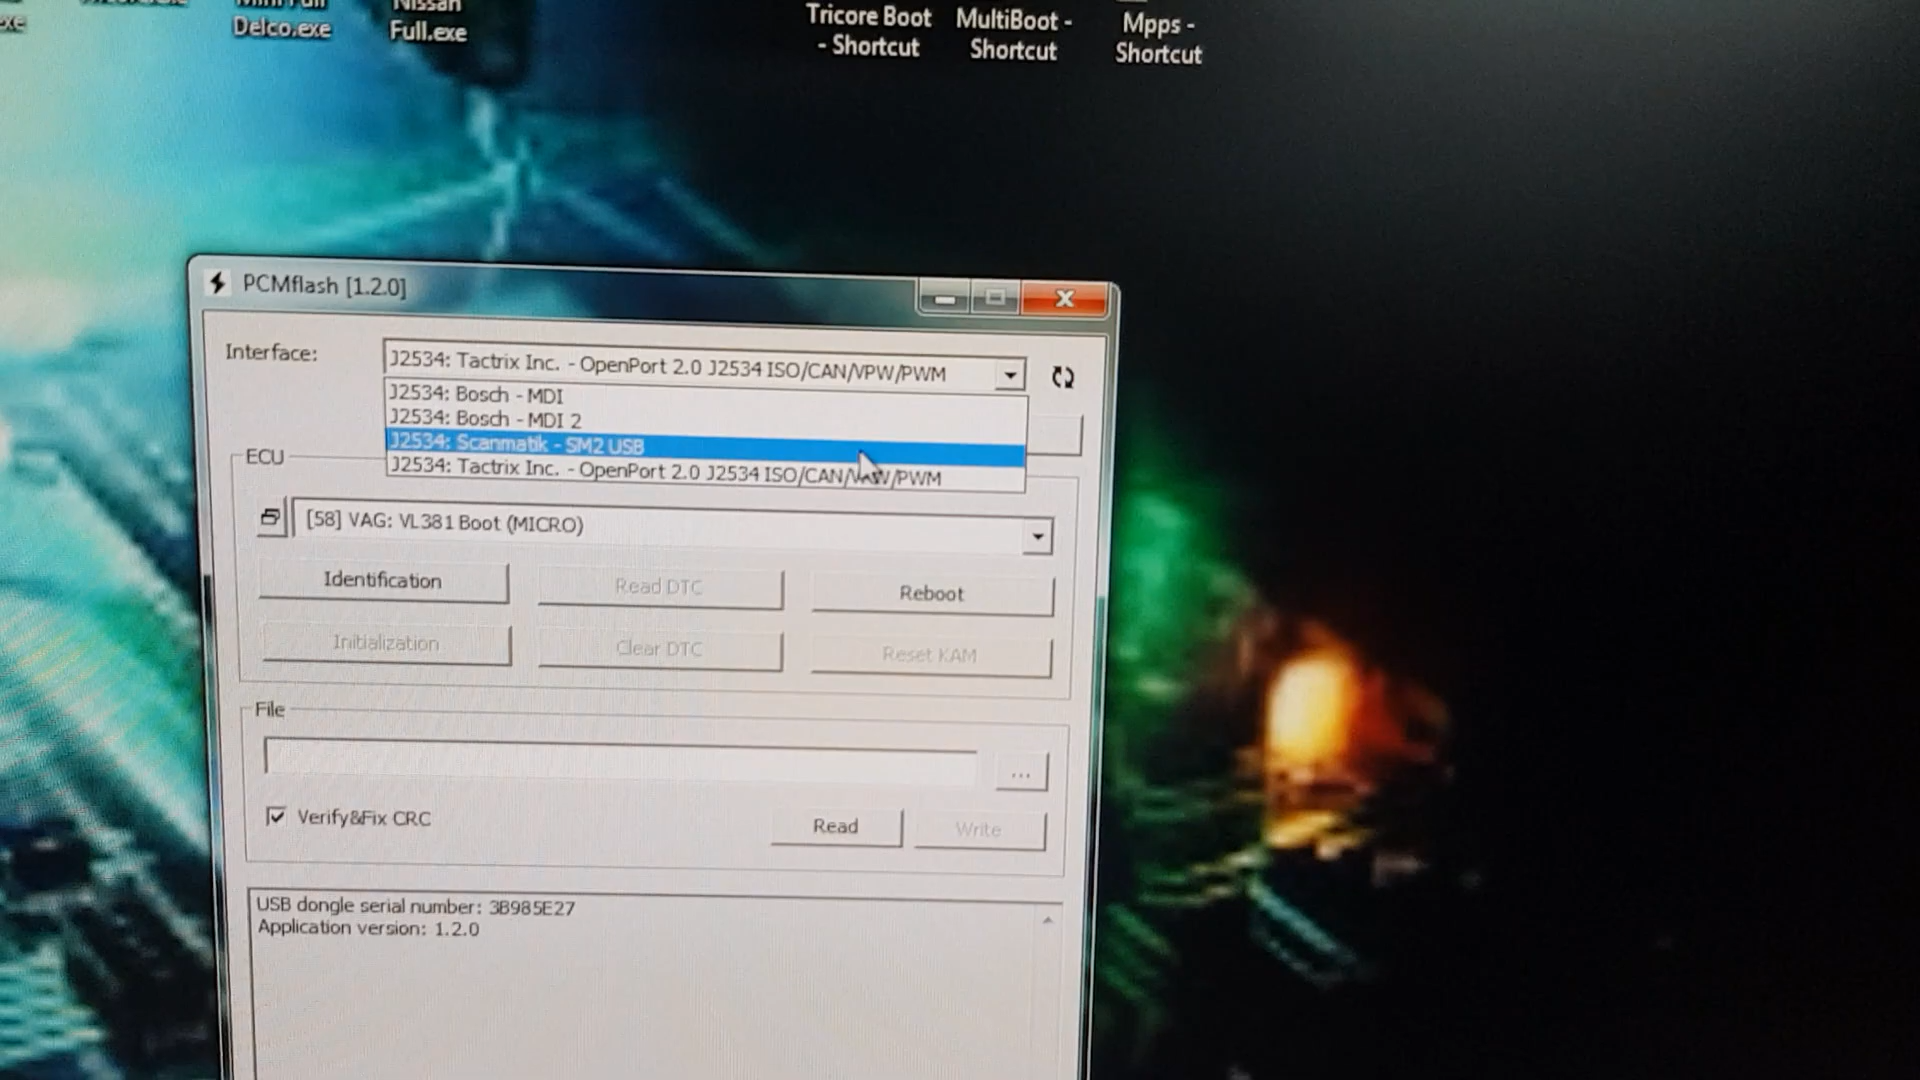 Delco.exe
Nissan
Full.exe
Tricore Boot
- Shortcut
MultiBoot -
Shortcut
Mpps -
Shortcut
PCMflash [1.2.0]
Interface:
J2534: Tactrix Inc. - OpenPort 2.0 J2534 ISO/CAN/VPW/PWM
J2534: Bosch - MDI
J2534: Bosch - MDI 2
J2534: Scanmatik - SM2 USB
J2534: Tactrix Inc. - OpenPort 2.0 J2534 ISO/CAN/VPW/PWM
ECU
[58] VAG: VL381 Boot (MICRO)
Identification
Read DTC
Reboot
Initialization
Clear DTC
Reset KAM
File
...
Verify&Fix CRC
Read
Write
USB dongle serial number: 3B985E27
Application version: 1.2.0